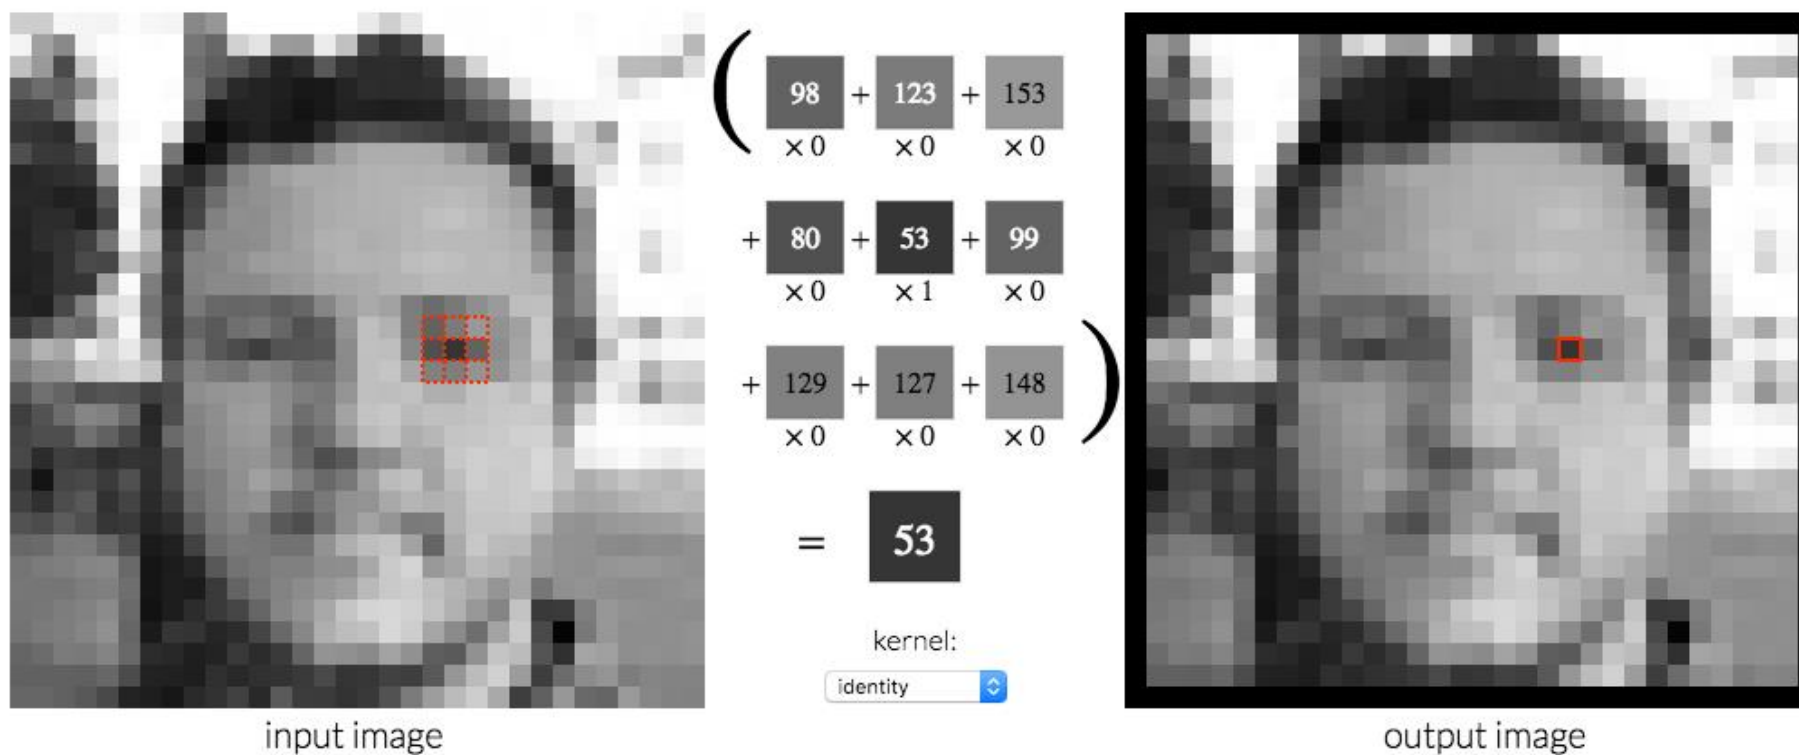 ( 98 + 123 + 153
×0 ×0 ×0
+ 80 + 53 + 99
×0 ×1 ×0
+ 129 + 127 + 148 )
×0 ×0 ×0
= 53
kernel:
identity
input image
output image